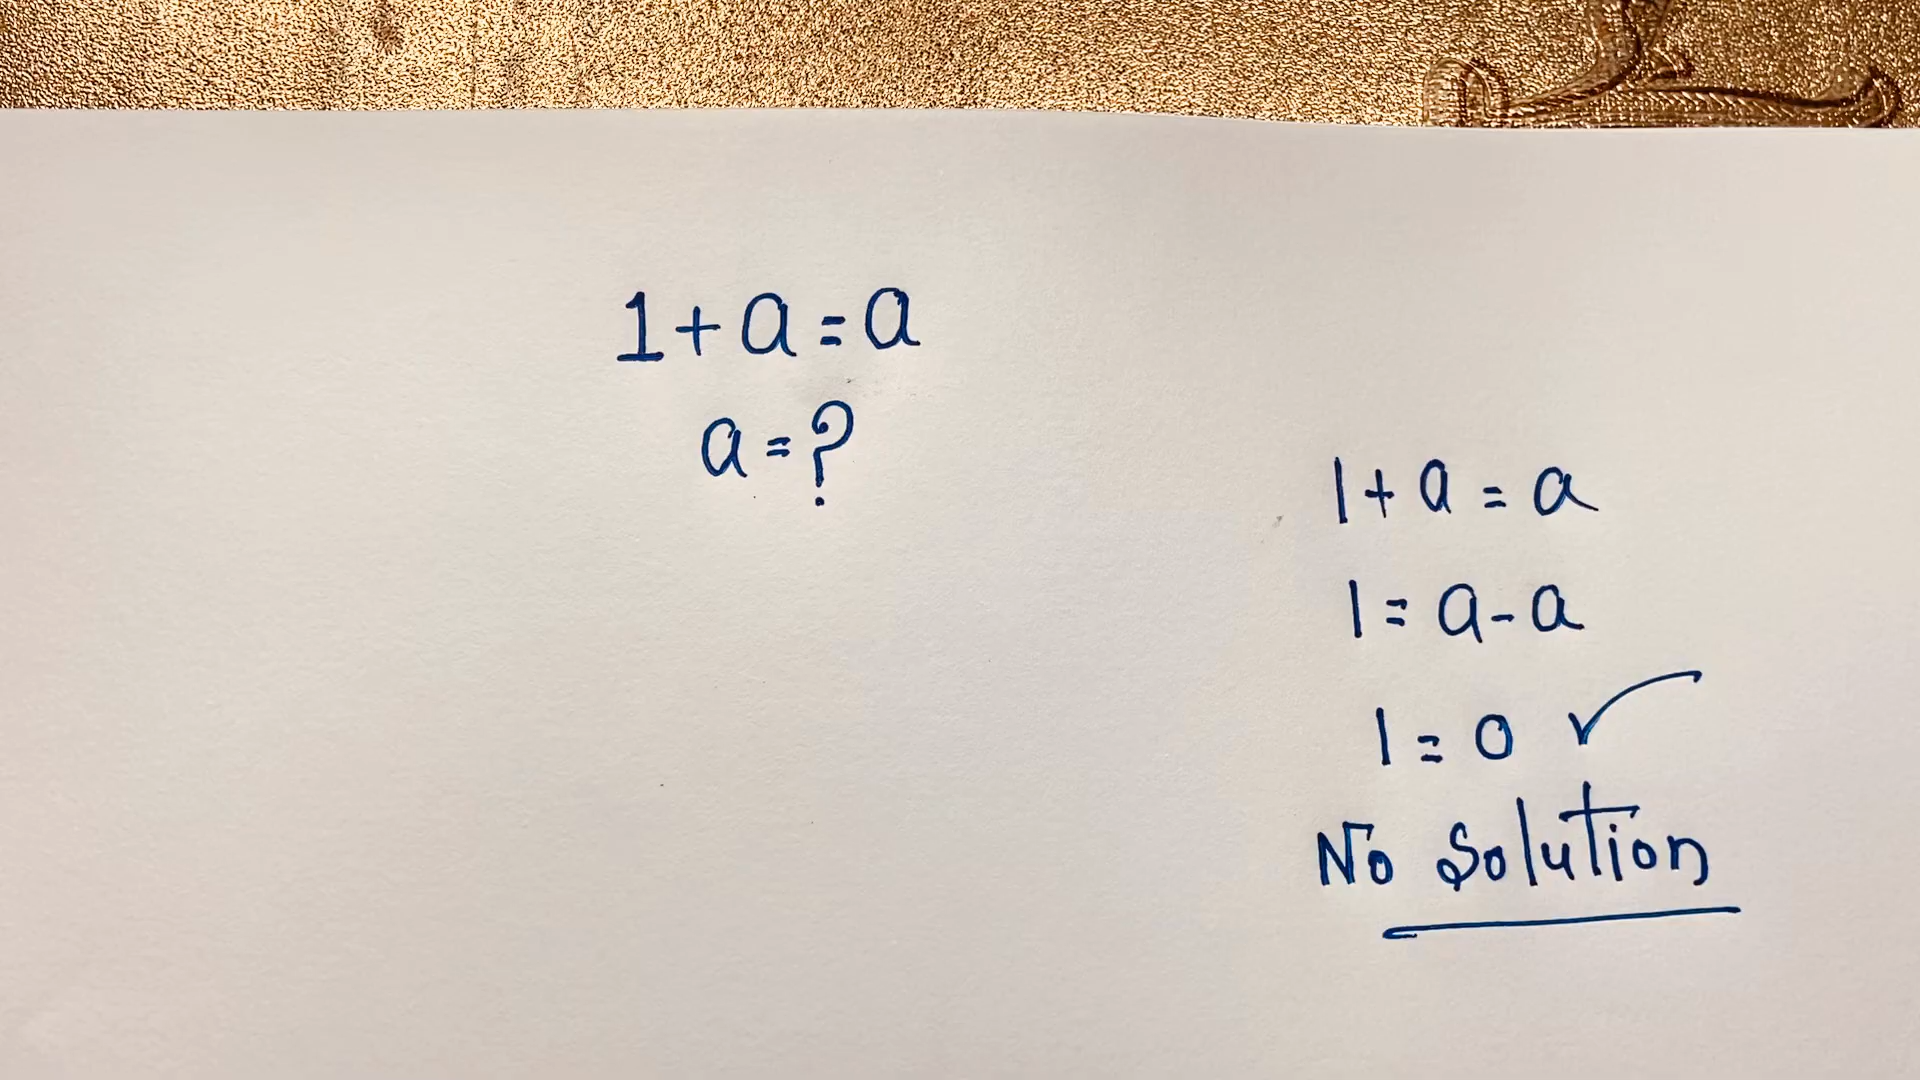 1+a=a
a=?
1+a=a
1=a-a
1=0 ✓
No Solution